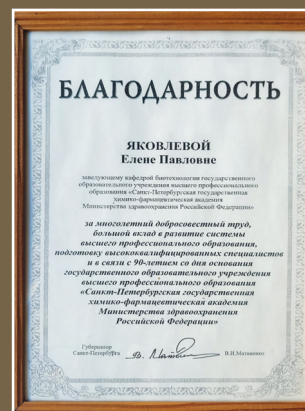 БЛАГОДАРНОСТЬ
ЯКОВЛЕВОЙ
Елене Павловне
заведующему кафедрой биотехнологии государственного
образовательного учреждения высшего профессионального
образования «Санкт-Петербургская государственная
химико-фармацевтическая академия
Министерства здравоохранения Российской Федерации»
за многолетний добросовестный труд,
большой вклад в развитие системы
высшего профессионального образования,
подготовку высококвалифицированных специалистов
и в связи с 90-летием со дня основания
государственного образовательного учреждения
высшего профессионального образования
«Санкт-Петербургская государственная
химико-фармацевтическая академия
Министерства здравоохранения
Российской Федерации»
Губернатор
Санкт-Петербурга
В.И.Матвиенко